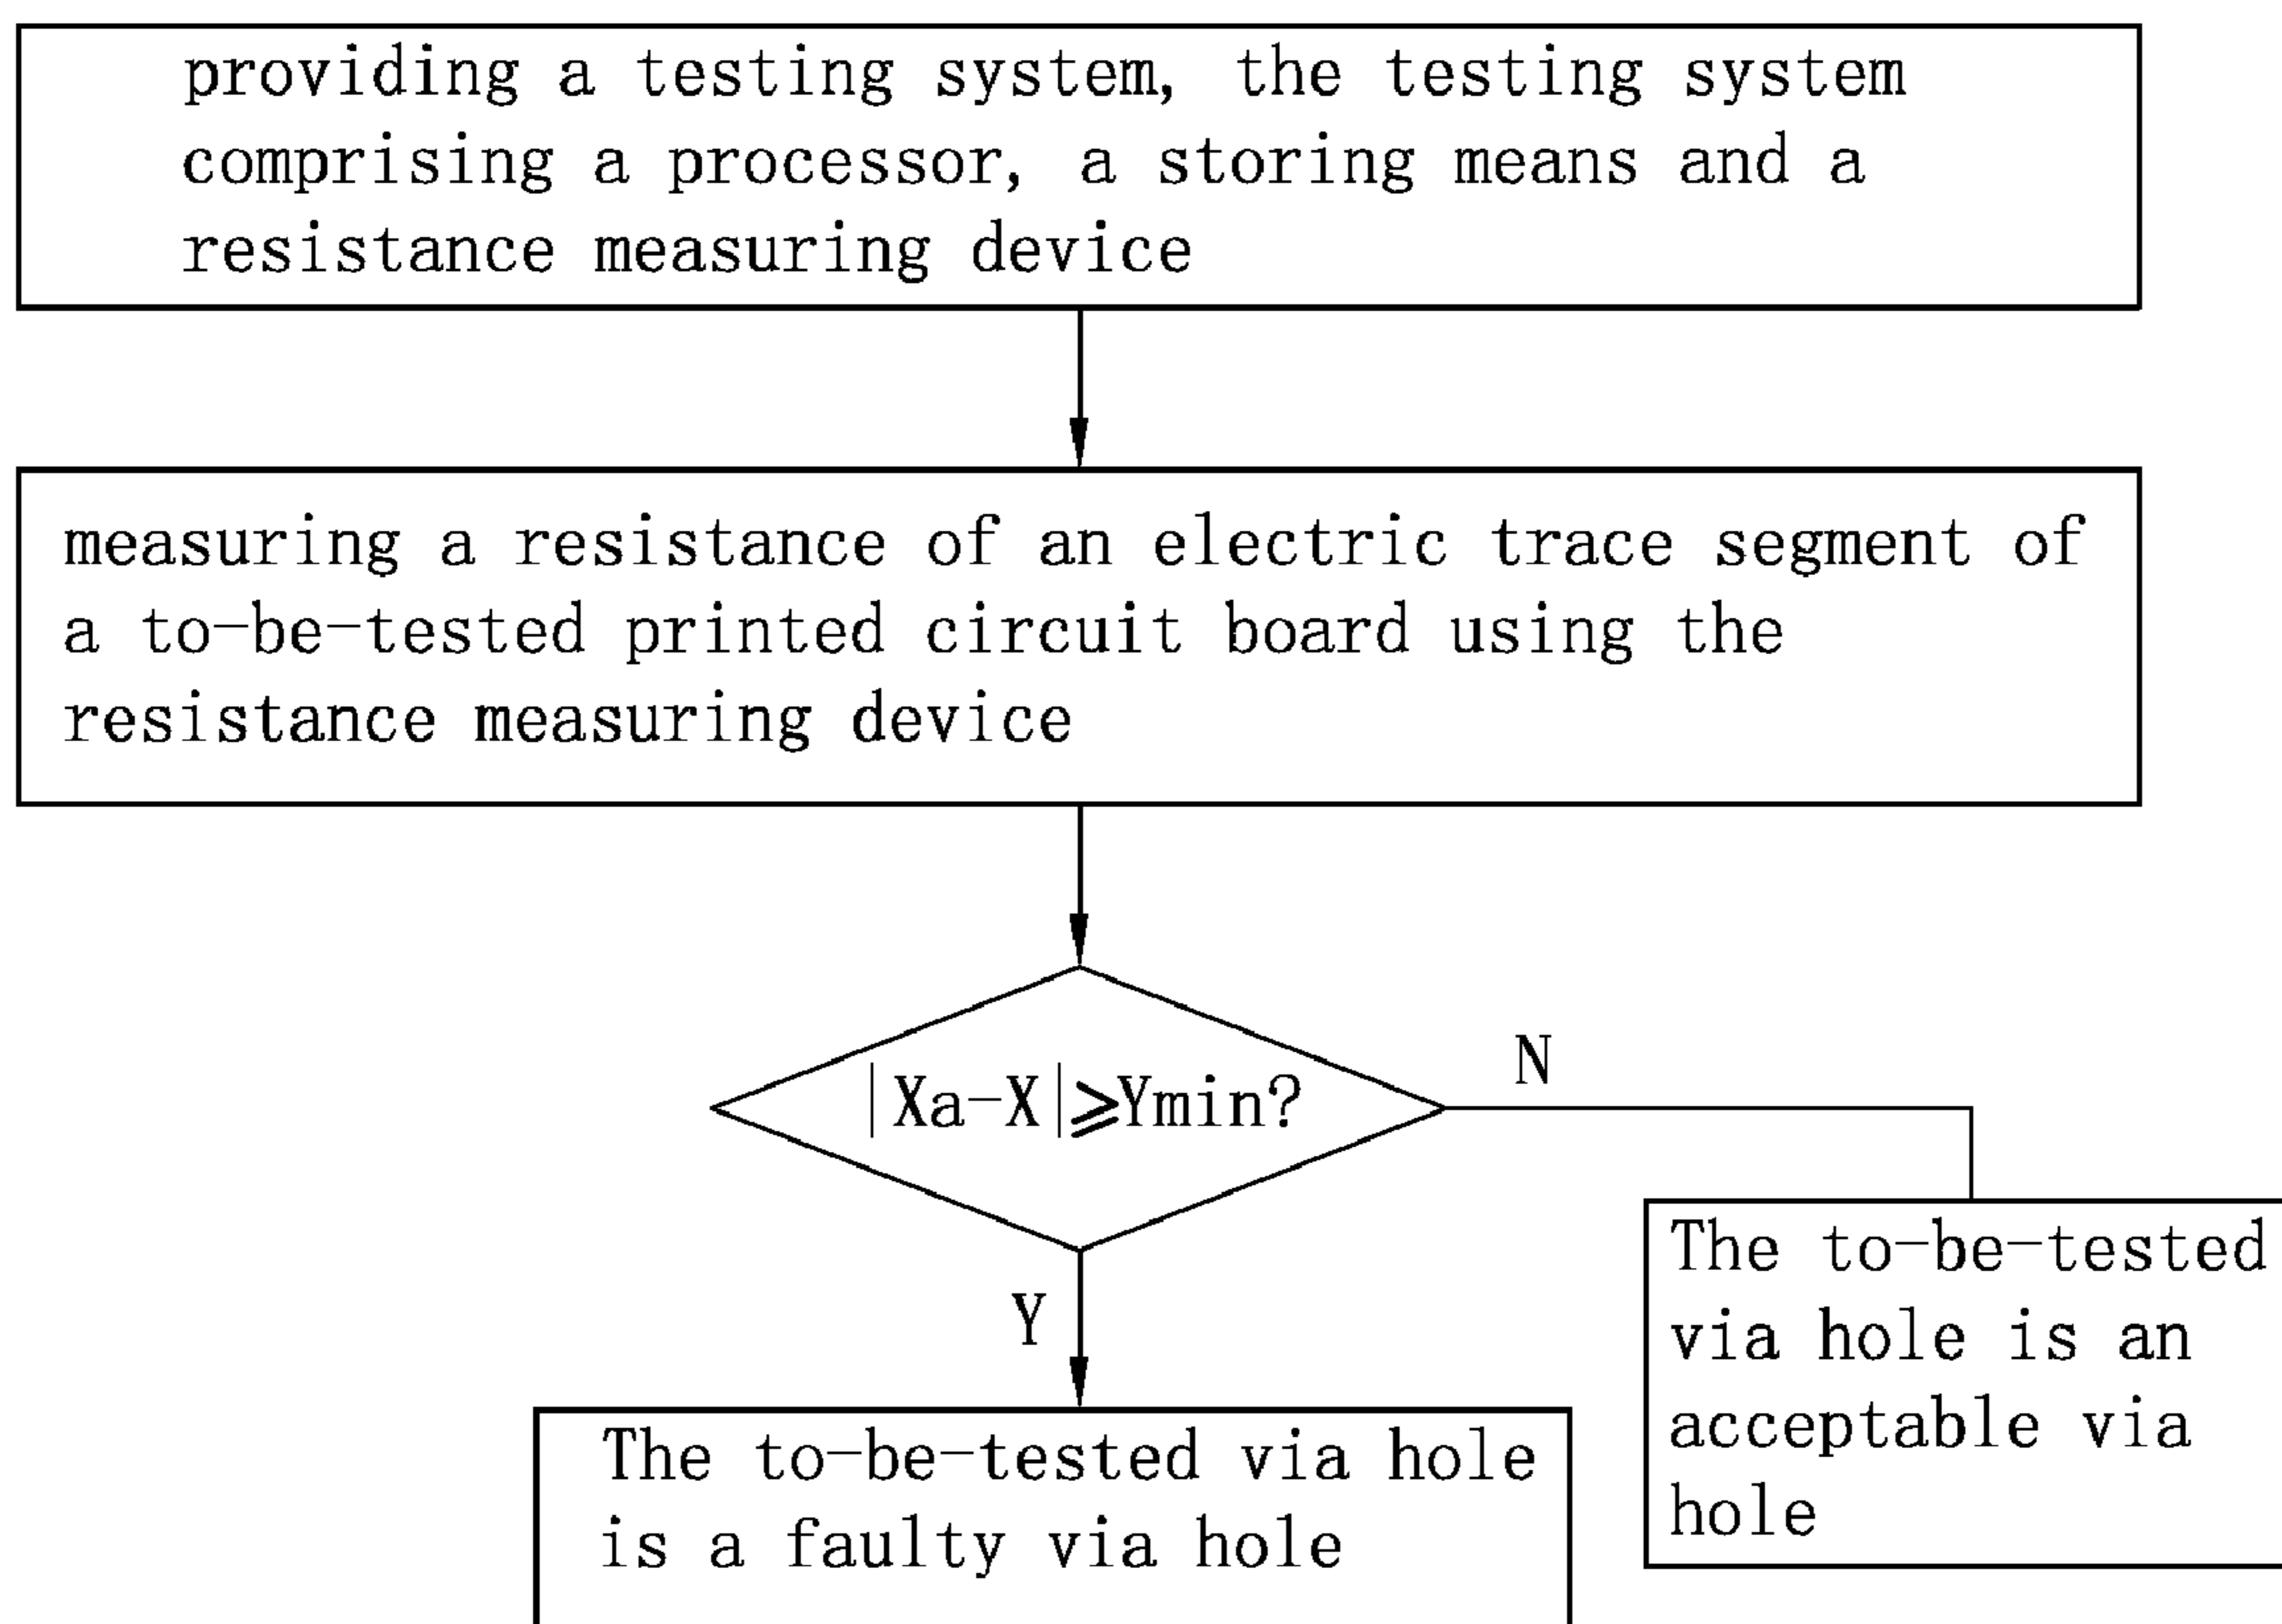 providing a testing system, the testing system
comprising a processor, a storing means and a
resistance measuring device
measuring a resistance of an electric trace segment of
a to-be-tested printed circuit board using the
resistance measuring device
|Xa-X|⩾Ymin?
N
Y
The to-be-tested
via hole is an
acceptable via
hole
The to-be-tested via hole
is a faulty via hole